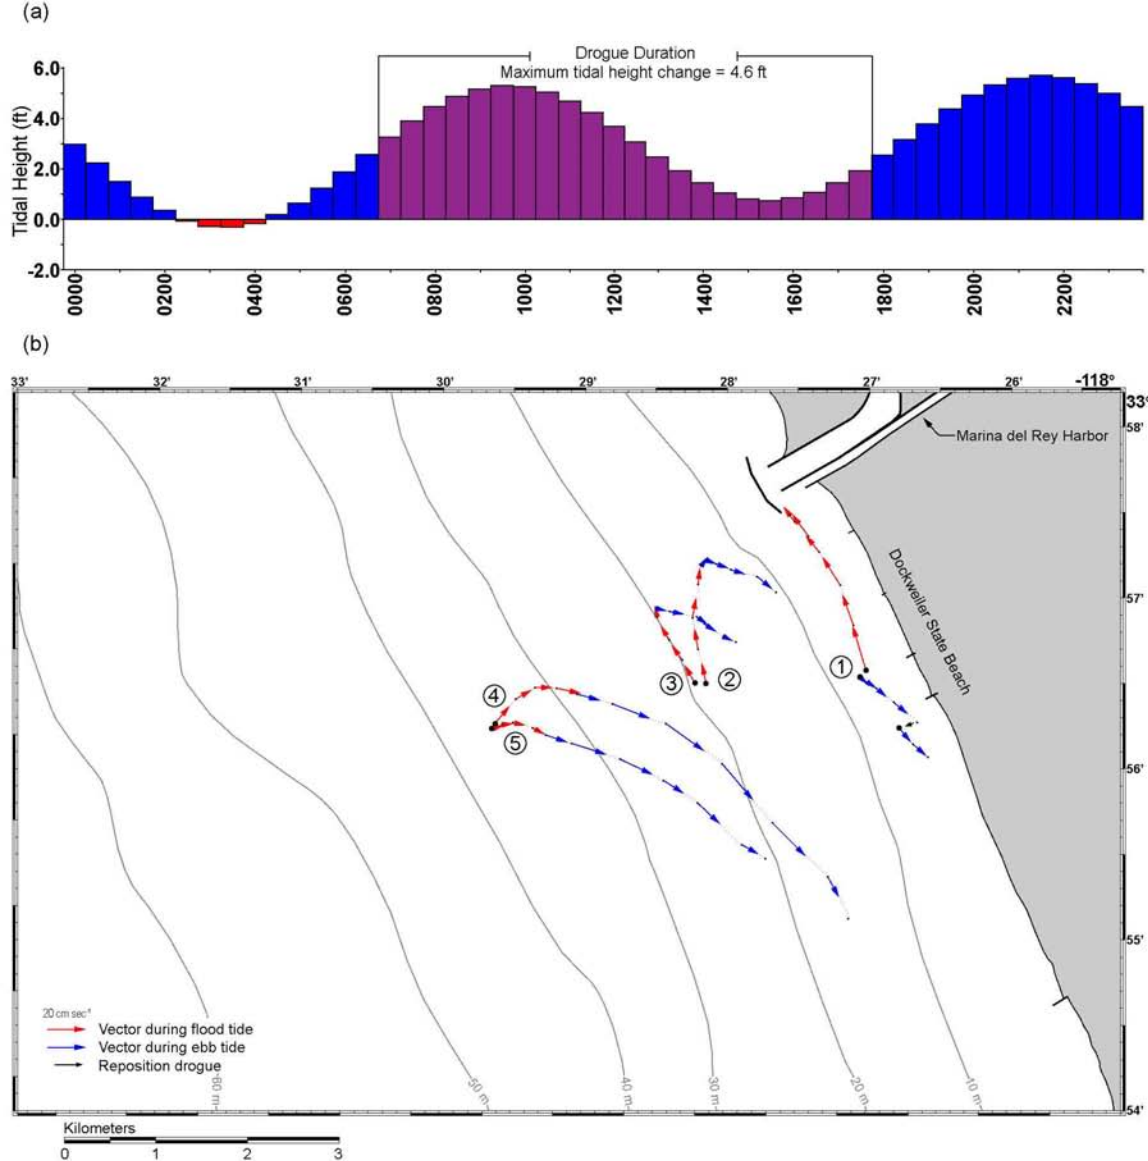 (a)
Drogue Duration
Maximum tidal height change = 4.6 ft
Tidal Height (ft)
6.0
4.0
2.0
0.0
-2.0
0000 0200 0400 0600 0800 1000 1200 1400 1600 1800 2000 2200
(b)
33' 32' 31' 30' 29' 28' 27' 26' -118°
33°
58'
Marina del Rey Harbor
Dockweiler State Beach
57'
①
③ ②
④
⑤
56'
55'
20 cm sec⁻¹
Vector during flood tide
Vector during ebb tide
Reposition drogue
60 m 50 m 40 m 30 m 20 m 10 m
54'
Kilometers
0 1 2 3